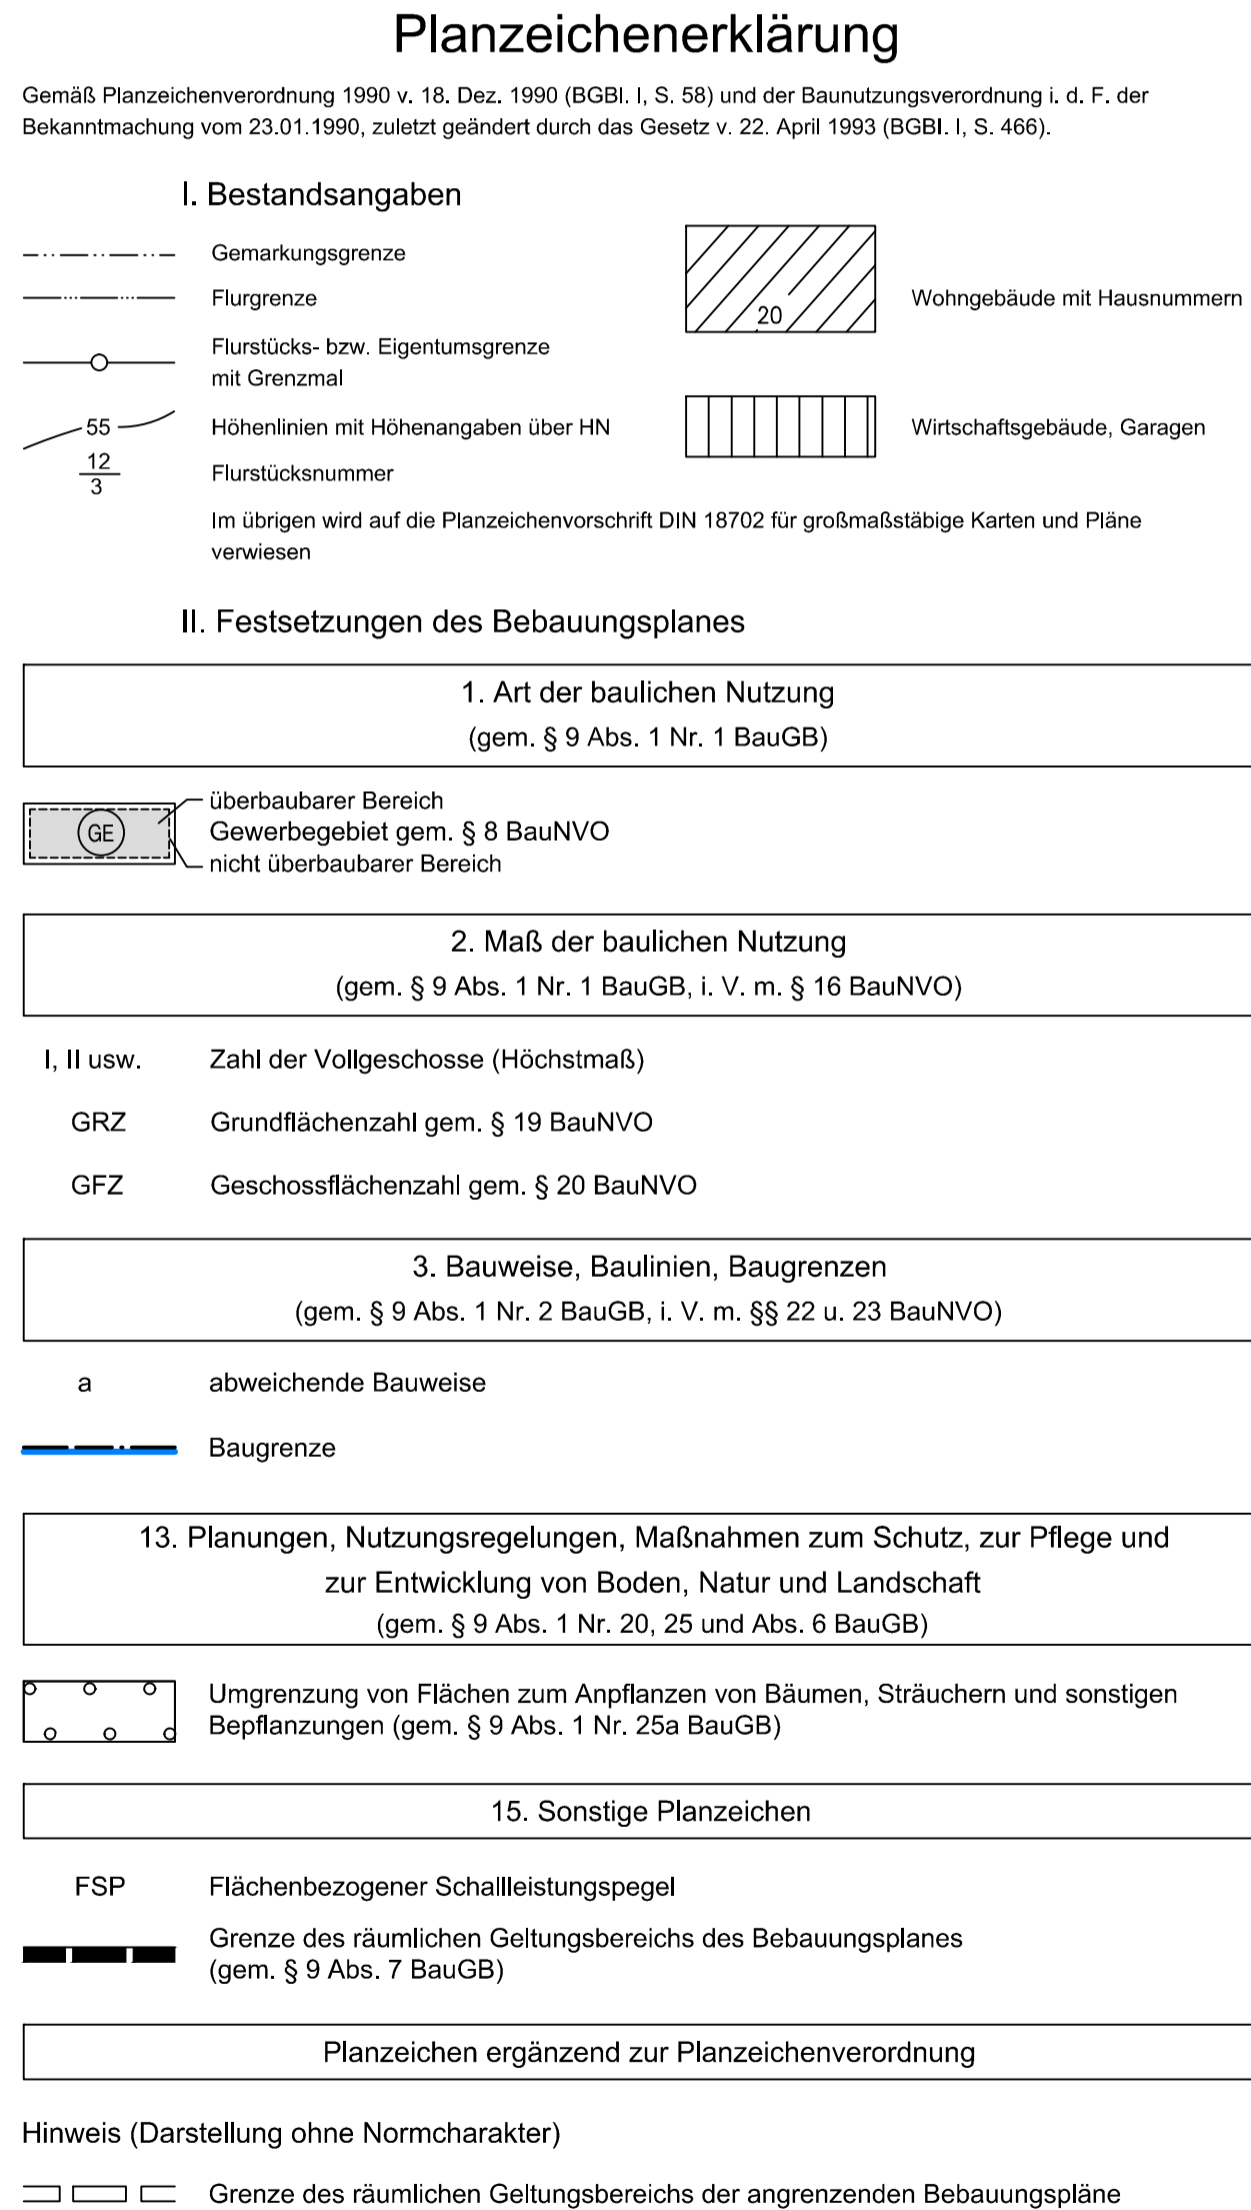 Planzeichenerklärung
Gemäß Planzeichenverordnung 1990 v. 18. Dez. 1990 (BGBl. I, S. 58) und der Baunutzungsverordnung i. d. F. der
Bekanntmachung vom 23.01.1990, zuletzt geändert durch das Gesetz v. 22. April 1993 (BGBl. I, S. 466).
I. Bestandsangaben
Gemarkungsgrenze
Flurgrenze
20
Wohngebäude mit Hausnummern
Flurstücks- bzw. Eigentumsgrenze
mit Grenzmal
55
Höhenlinien mit Höhenangaben über HN
Wirtschaftsgebäude, Garagen
12
3
Flurstücksnummer
Im übrigen wird auf die Planzeichenvorschrift DIN 18702 für großmaßstäbige Karten und Pläne
verwiesen
II. Festsetzungen des Bebauungsplanes
1. Art der baulichen Nutzung
(gem. § 9 Abs. 1 Nr. 1 BauGB)
überbaubarer Bereich
GE
Gewerbegebiet gem. § 8 BauNVO
nicht überbaubarer Bereich
2. Maß der baulichen Nutzung
(gem. § 9 Abs. 1 Nr. 1 BauGB, i. V. m. § 16 BauNVO)
I, II usw. Zahl der Vollgeschosse (Höchstmaß)
GRZ Grundflächenzahl gem. § 19 BauNVO
GFZ Geschossflächenzahl gem. § 20 BauNVO
3. Bauweise, Baulinien, Baugrenzen
(gem. § 9 Abs. 1 Nr. 2 BauGB, i. V. m. §§ 22 u. 23 BauNVO)
a abweichende Bauweise
Baugrenze
13. Planungen, Nutzungsregelungen, Maßnahmen zum Schutz, zur Pflege und
zur Entwicklung von Boden, Natur und Landschaft
(gem. § 9 Abs. 1 Nr. 20, 25 und Abs. 6 BauGB)
Umgrenzung von Flächen zum Anpflanzen von Bäumen, Sträuchern und sonstigen
Bepflanzungen (gem. § 9 Abs. 1 Nr. 25a BauGB)
15. Sonstige Planzeichen
FSP Flächenbezogener Schallleistungspegel
Grenze des räumlichen Geltungsbereichs des Bebauungsplanes
(gem. § 9 Abs. 7 BauGB)
Planzeichen ergänzend zur Planzeichenverordnung
Hinweis (Darstellung ohne Normcharakter)
Grenze des räumlichen Geltungsbereichs der angrenzenden Bebauungspläne